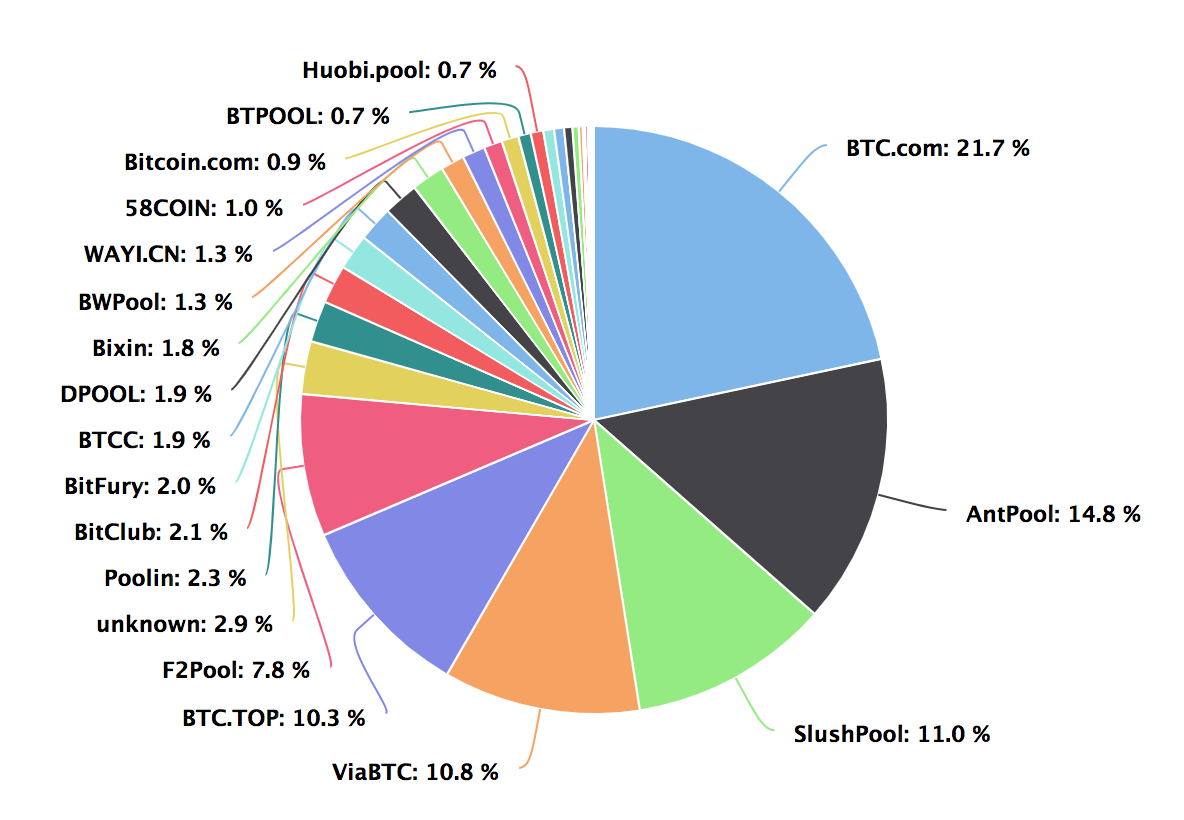 Huobi.pool: 0.7 %
BTPOOL: 0.7 %
Bitcoin.com: 0.9 %
58COIN: 1.0 %
WAYI.CN: 1.3 %
BWPool: 1.3 %
Bixin: 1.8 %
DPOOL: 1.9 %
BTCC: 1.9 %
BitFury: 2.0 %
BitClub: 2.1 %
Poolin: 2.3 %
unknown: 2.9 %
F2Pool: 7.8 %
BTC.TOP: 10.3 %
ViaBTC: 10.8 %
BTC.com: 21.7 %
AntPool: 14.8 %
SlushPool: 11.0 %